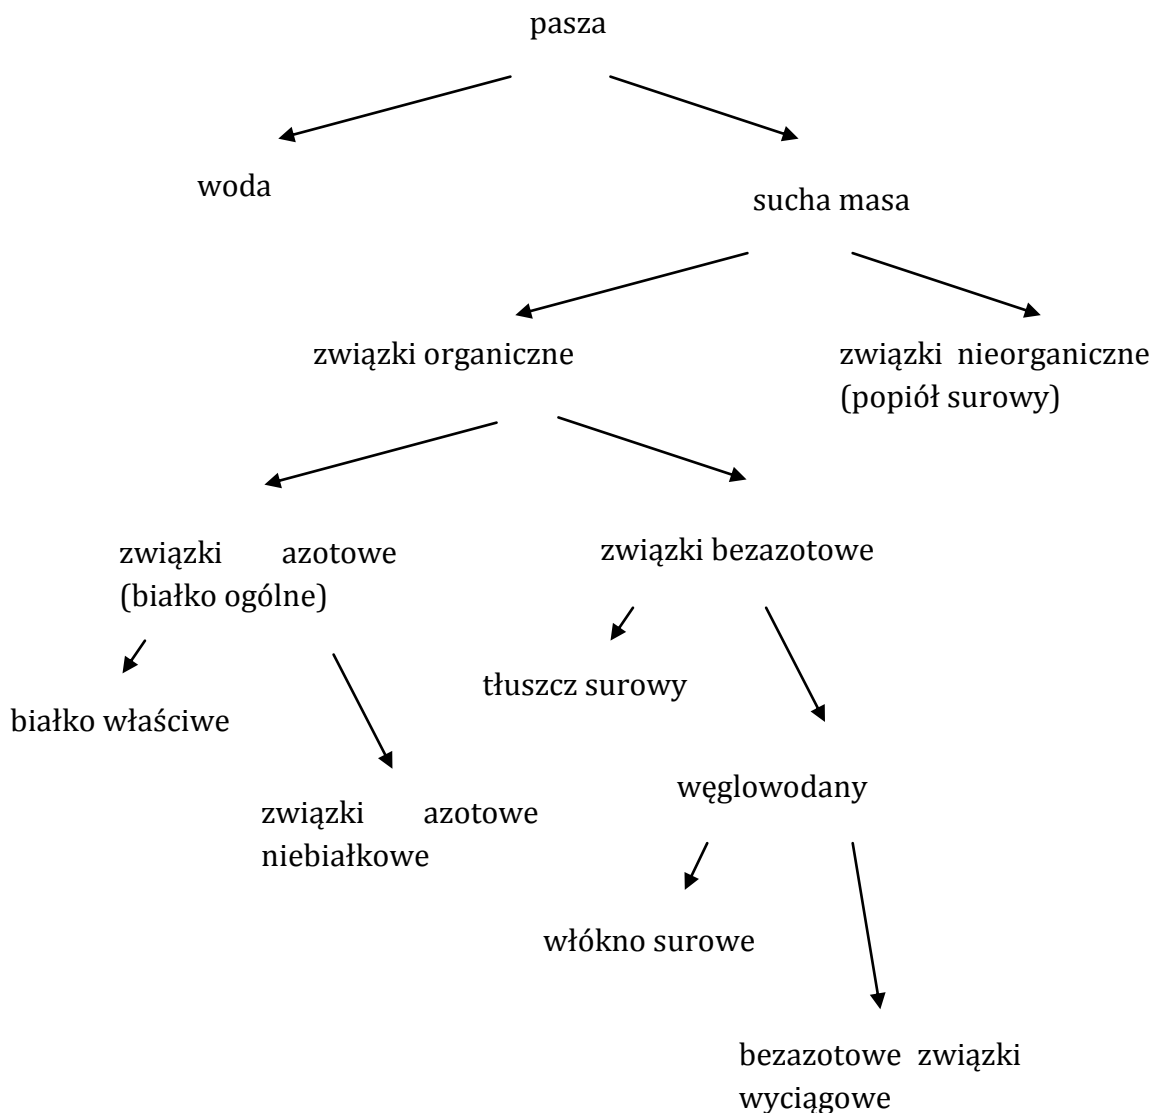 pasza
woda
sucha masa
związki organiczne
związki nieorganiczne
(popiół surowy)
związki azotowe
(białko ogólne)
związki bezazotowe
białko właściwe
tłuszcz surowy
związki azotowe
niebiałkowe
węglowodany
włókno surowe
bezazotowe związki
wyciągowe